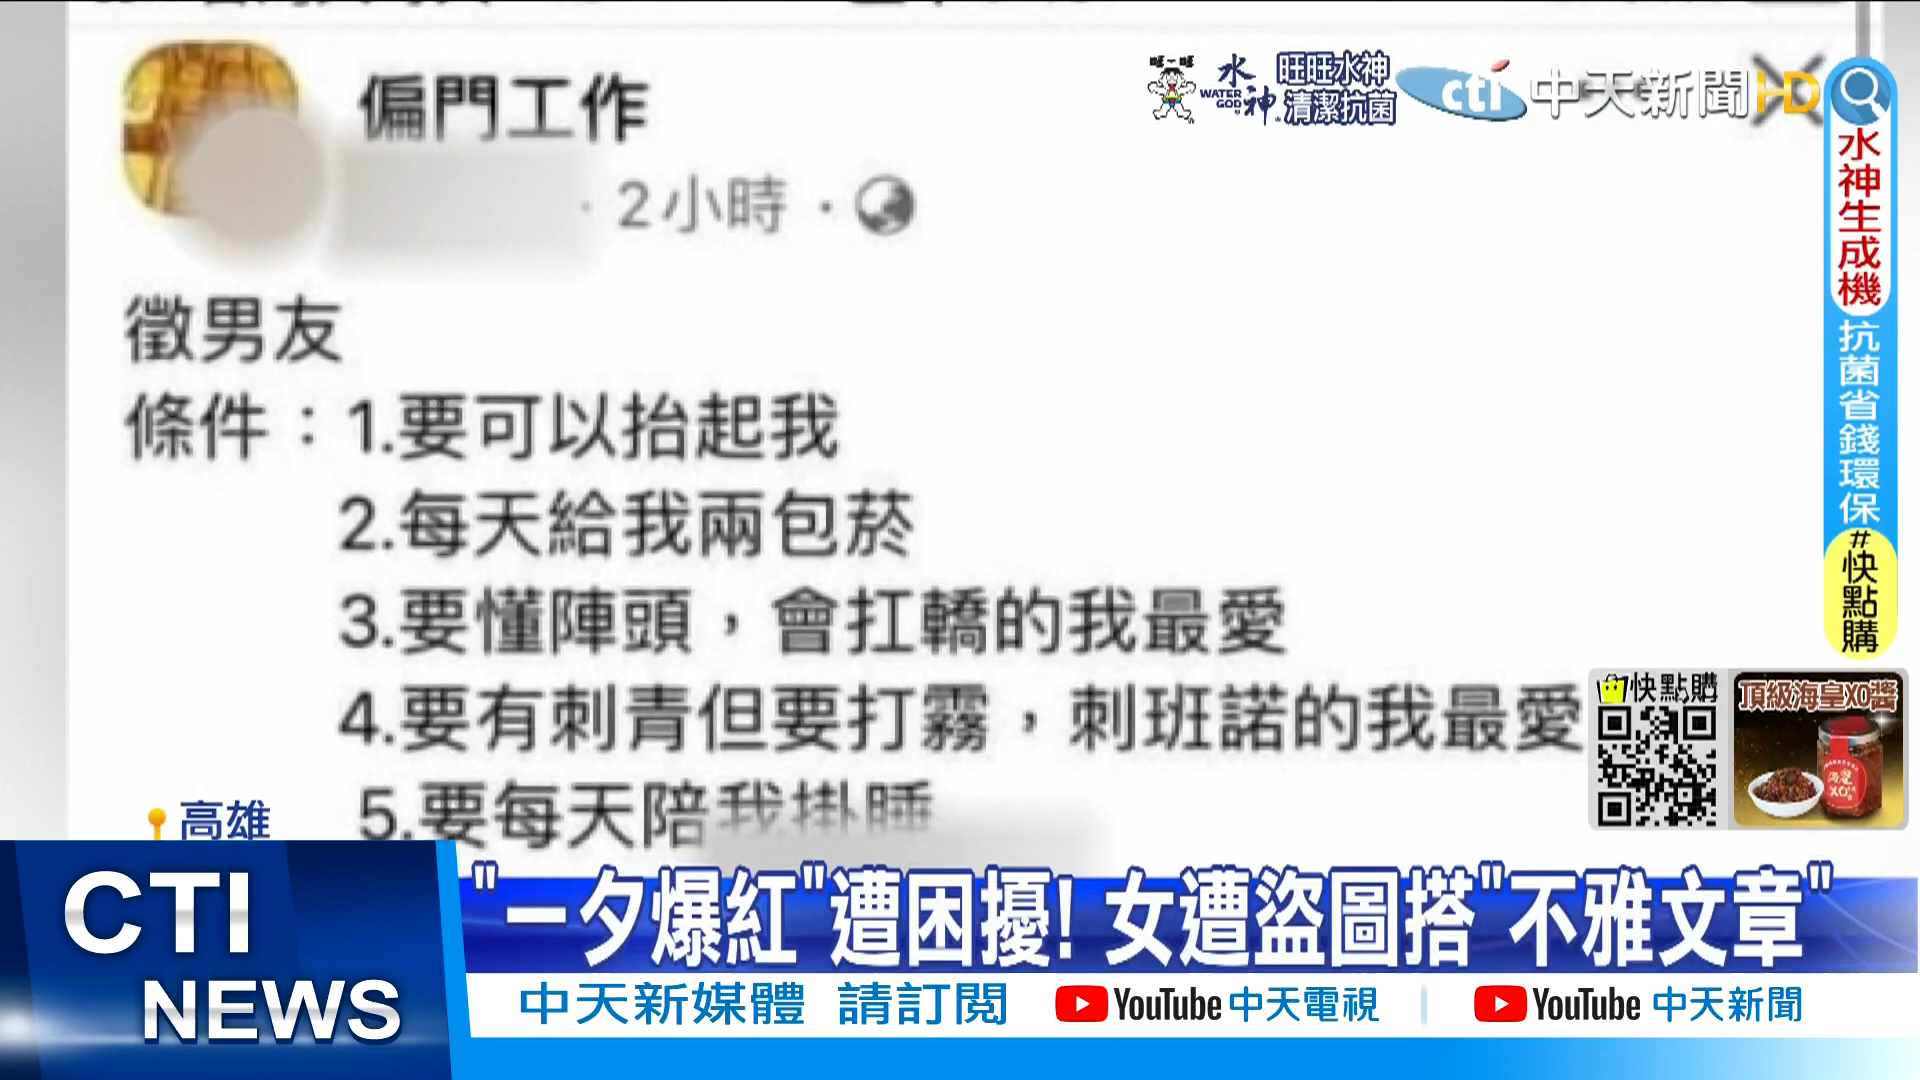 偏門工作
· 2小時 ·
徵男友
條件：1.要可以抬起我
2.每天給我兩包菸
3.要懂陣頭，會扛轎的我最愛
4.要有刺青但要打霧，刺班諾的我最愛
5.要每天陪我掛睡
旺旺
水神
WATER GOD
旺旺水神
清潔抗菌
cti 中天新聞 HD
水神生成機
抗菌省錢環保
#快點購
快點購
頂級海皇XO醬
高雄
CTI NEWS
"一夕爆紅"遭困擾! 女遭盜圖搭"不雅文章"
中天新媒體 請訂閱 YouTube 中天電視 | YouTube 中天新聞